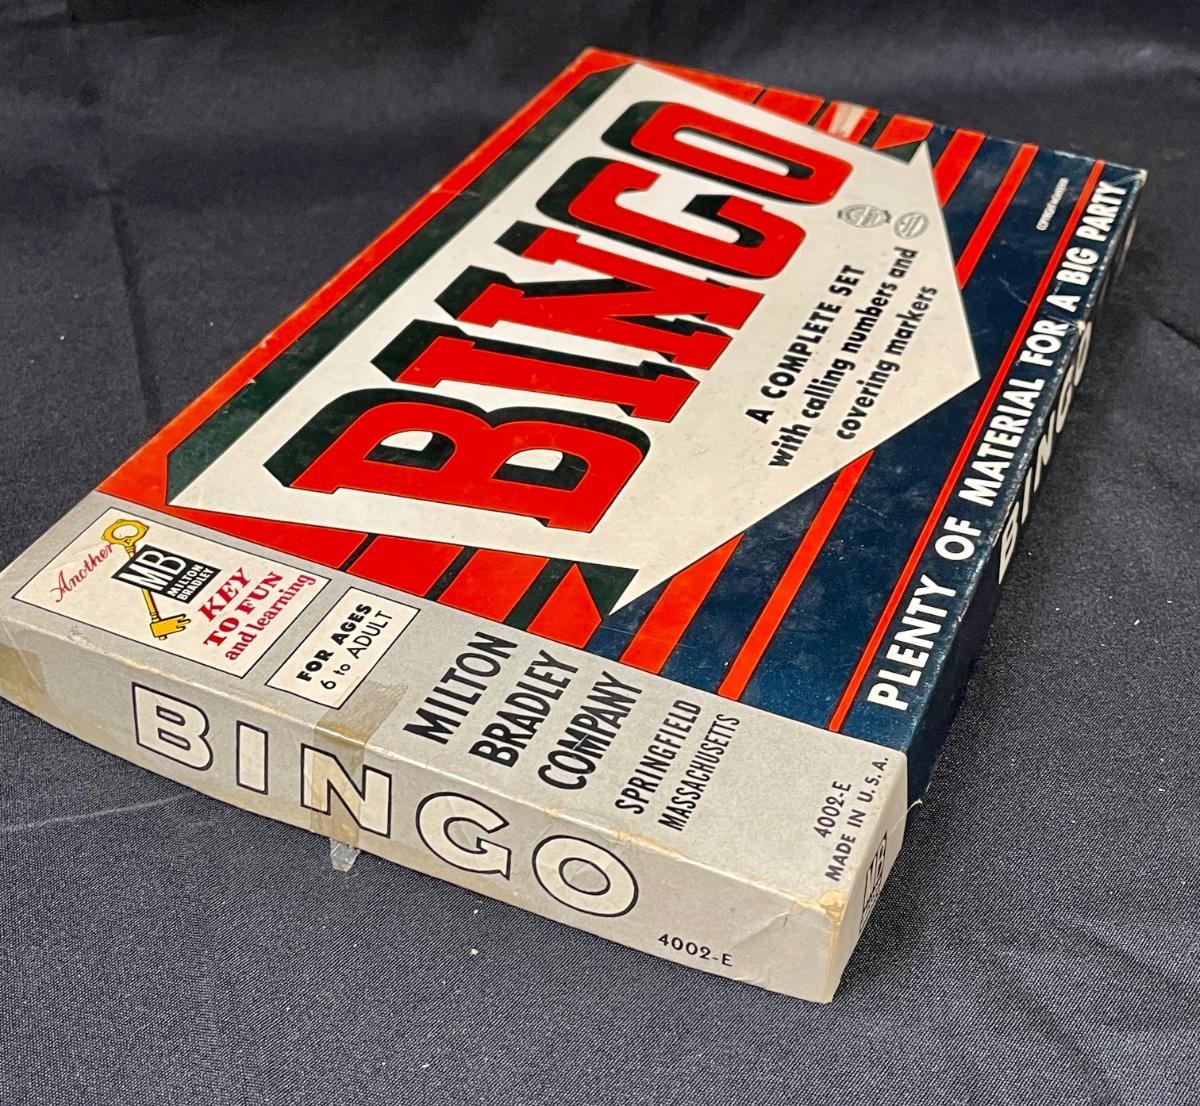 BINGO
A COMPLETE SET
with calling numbers and
covering markers
PLENTY OF MATERIAL FOR A BIG PARTY
BINGO
Another
MB
MILTON
BRADLEY
KEY
TO FUN
and learning
FOR AGES
6 to ADULT
MILTON
BRADLEY
COMPANY
SPRINGFIELD
MASSACHUSETTS
4002-E
MADE IN U.S.A.
BINGO
4002-E
MB